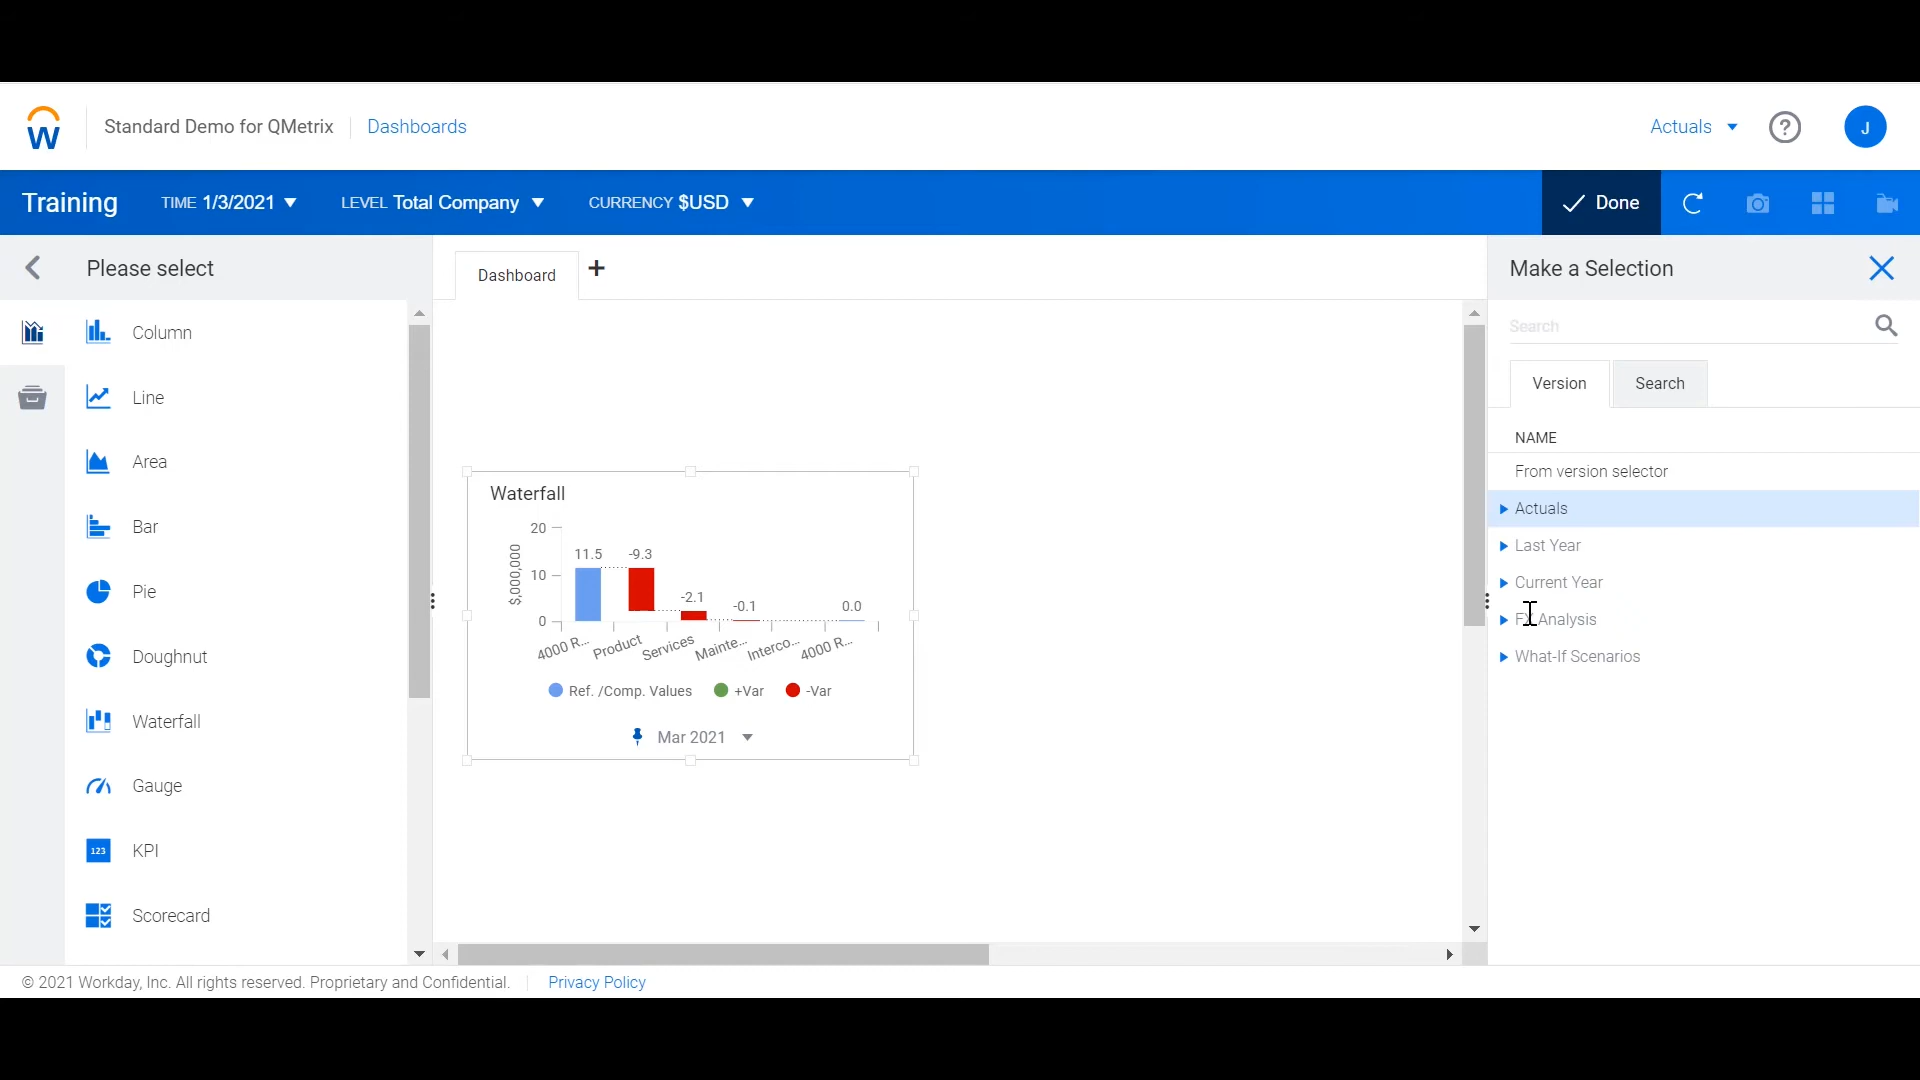 Standard Demo for QMetrix
Dashboards
Actuals
?
J
Training
TIME 1/3/2021
LEVEL Total Company
CURRENCY $USD
Done
Please select
Column
Line
Area
Bar
Pie
Doughnut
Waterfall
Gauge
123 KPI
Scorecard
Dashboard +
Waterfall
$,000,000
20
10
0
11.5
-9.3
-2.1
-0.1
0.0
4000 R...
Product
Services
Mainte...
Interco...
4000 R...
Ref. /Comp. Values
+Var
-Var
Mar 2021
Make a Selection
Search
Version
Search
NAME
From version selector
Actuals
Last Year
Current Year
FX Analysis
What-If Scenarios
© 2021 Workday, Inc. All rights reserved. Proprietary and Confidential.
Privacy Policy